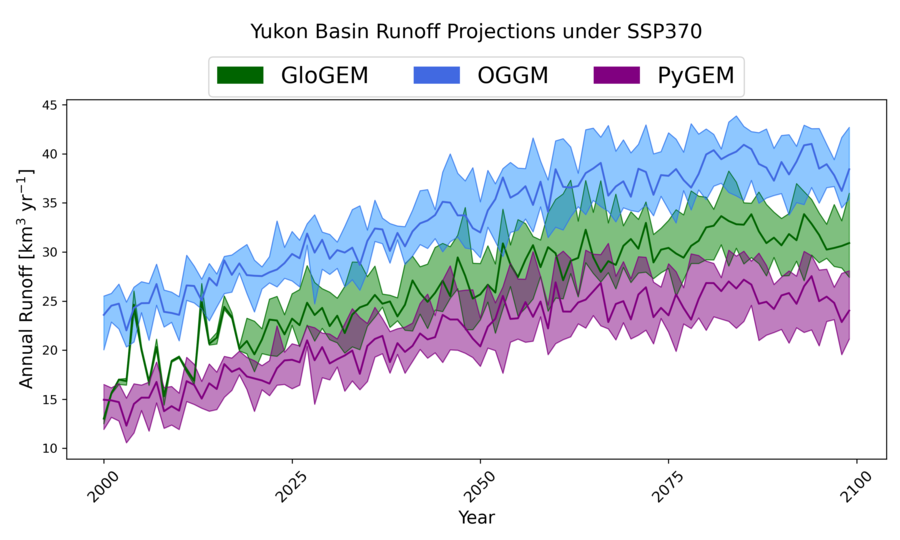 Yukon Basin Runoff Projections under SSP370
GloGEM OGGM PyGEM
Annual Runoff [km³ yr⁻¹]
45
40
35
30
25
20
15
10
2000 2025 2050 2075 2100
Year